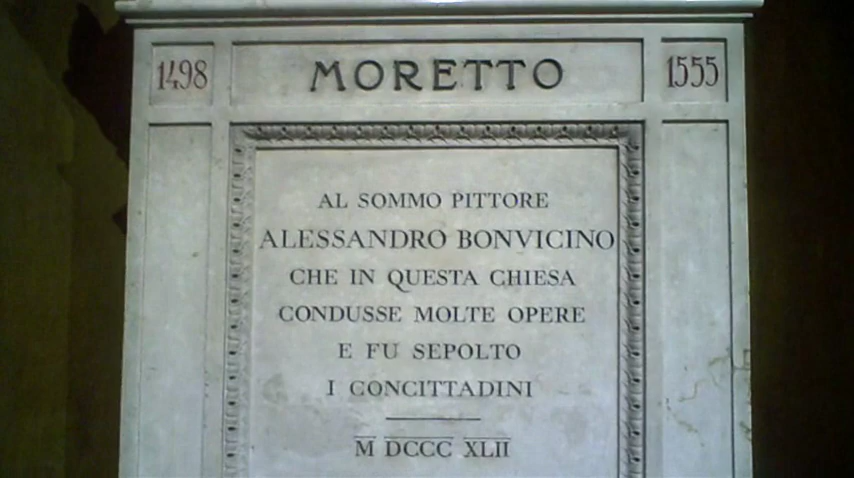 1498 MORETTO 1555
AL SOMMO PITTORE
ALESSANDRO BONVICINO
CHE IN QUESTA CHIESA
CONDUSSE MOLTE OPERE
E FU SEPOLTO
I CONCITTADINI
M DCCC XLII